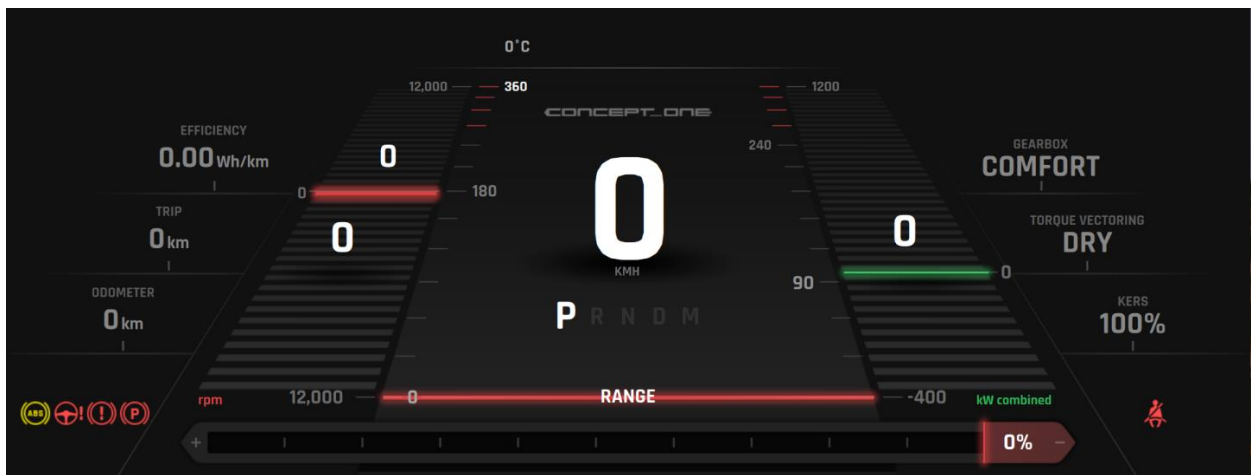 0°C
12,000
360
1200
CONCEPT_ONE
240
EFFICIENCY
0.00 Wh/km
0
0
180
0
KMH
GEARBOX
COMFORT
TRIP
0 km
0
0
0
TORQUE VECTORING
DRY
90
ODOMETER
0 km
P R N D M
KERS
100%
rpm
12,000
0
RANGE
-400
kW combined
ABS
!
!
P
+
0%
-